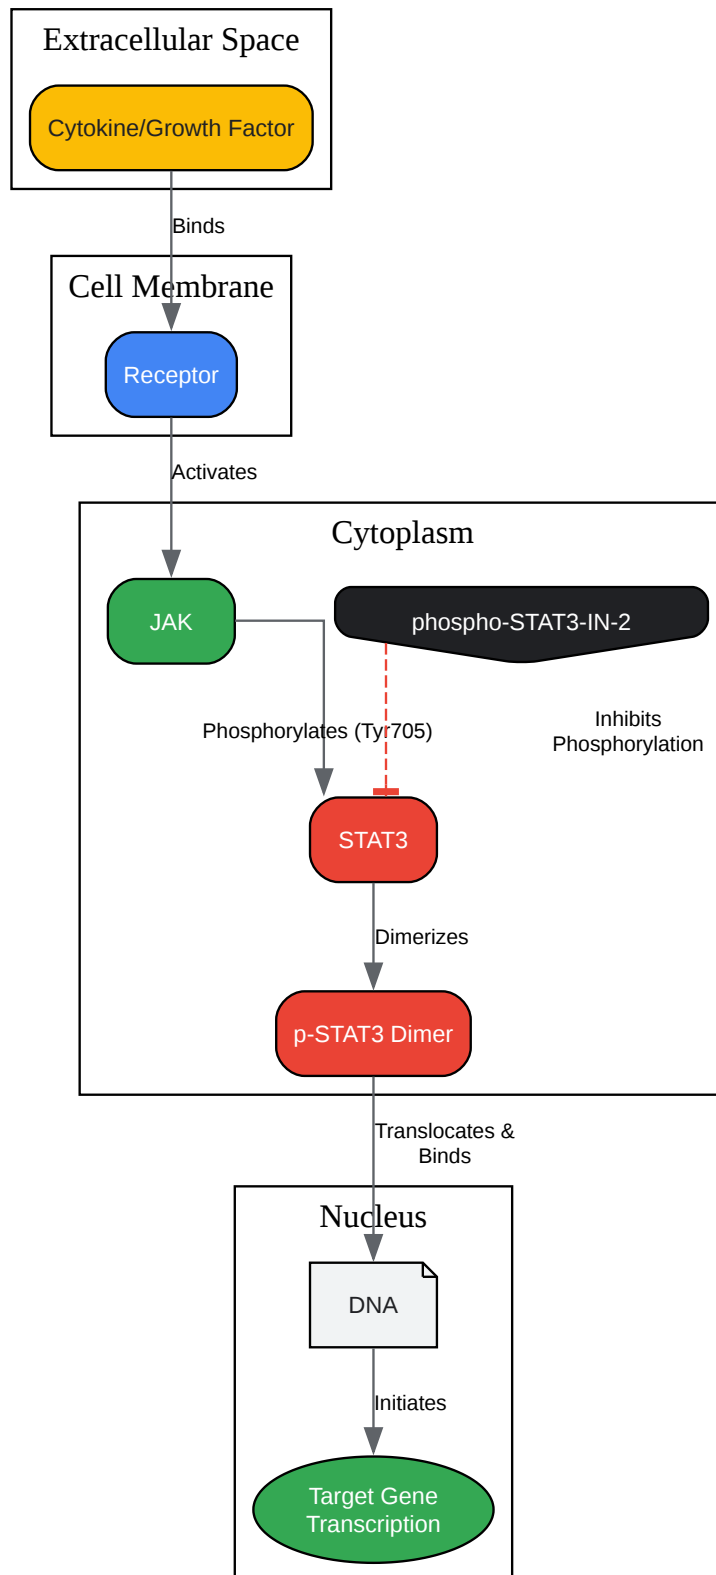 Extracellular Space
Cytokine/Growth Factor
Binds
Cell Membrane
Receptor
Activates
Cytoplasm
JAK
phospho-STAT3-IN-2
Phosphorylates (Tyr705)
Inhibits
Phosphorylation
STAT3
Dimerizes
p-STAT3 Dimer
Translocates &
Binds
Nucleus
DNA
Initiates
Target Gene
Transcription